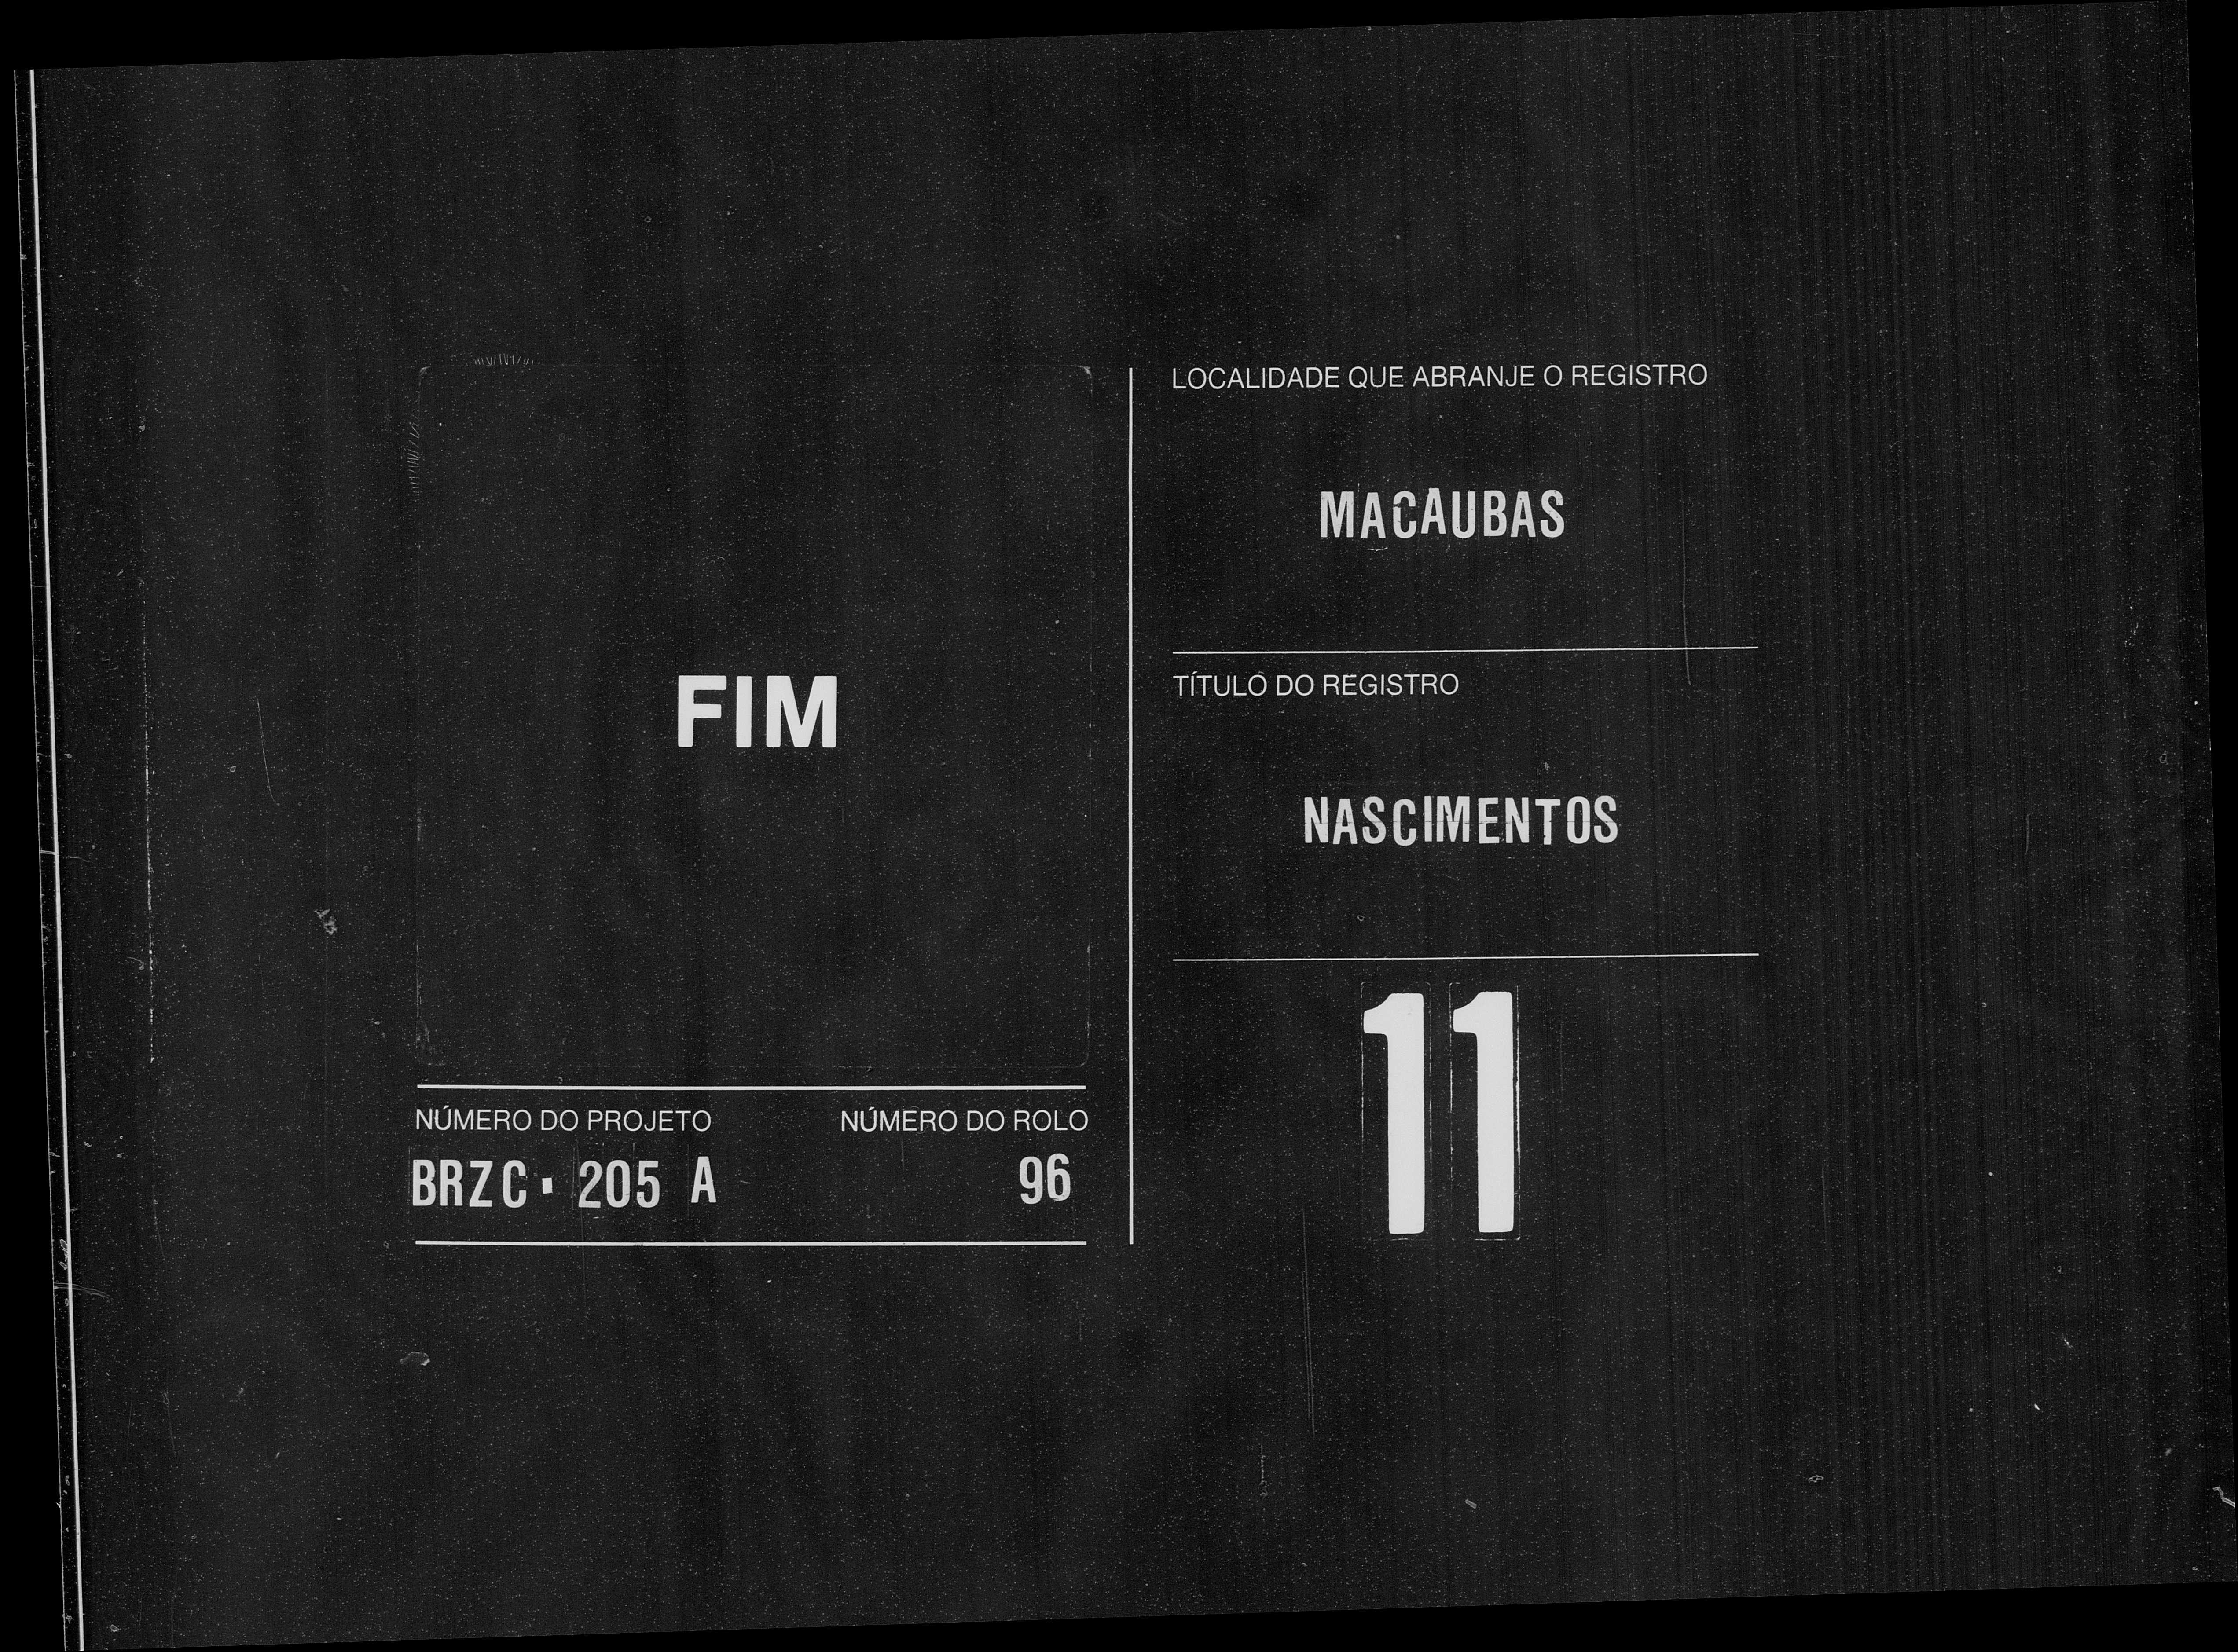 FIM
NÚMERO DO PROJETO NÚMERO DO ROLO
BRZC · 205 A 96
LOCALIDADE QUE ABRANJE O REGISTRO
MACAUBAS
TÍTULO DO REGISTRO
NASCIMENTOS
11